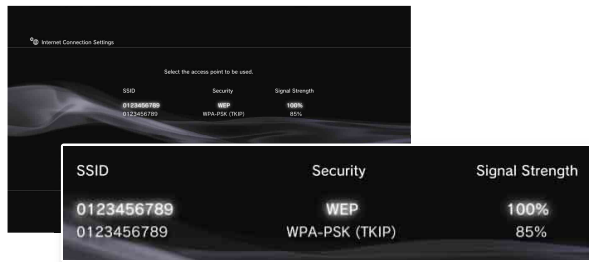 Internet Connection Settings
Select the access point to be used.
SSID Security Signal Strength
0123456789 WEP 100%
0123456789 WPA-PSK (TKIP) 85%
SSID Security Signal Strength
0123456789 WEP 100%
0123456789 WPA-PSK (TKIP) 85%